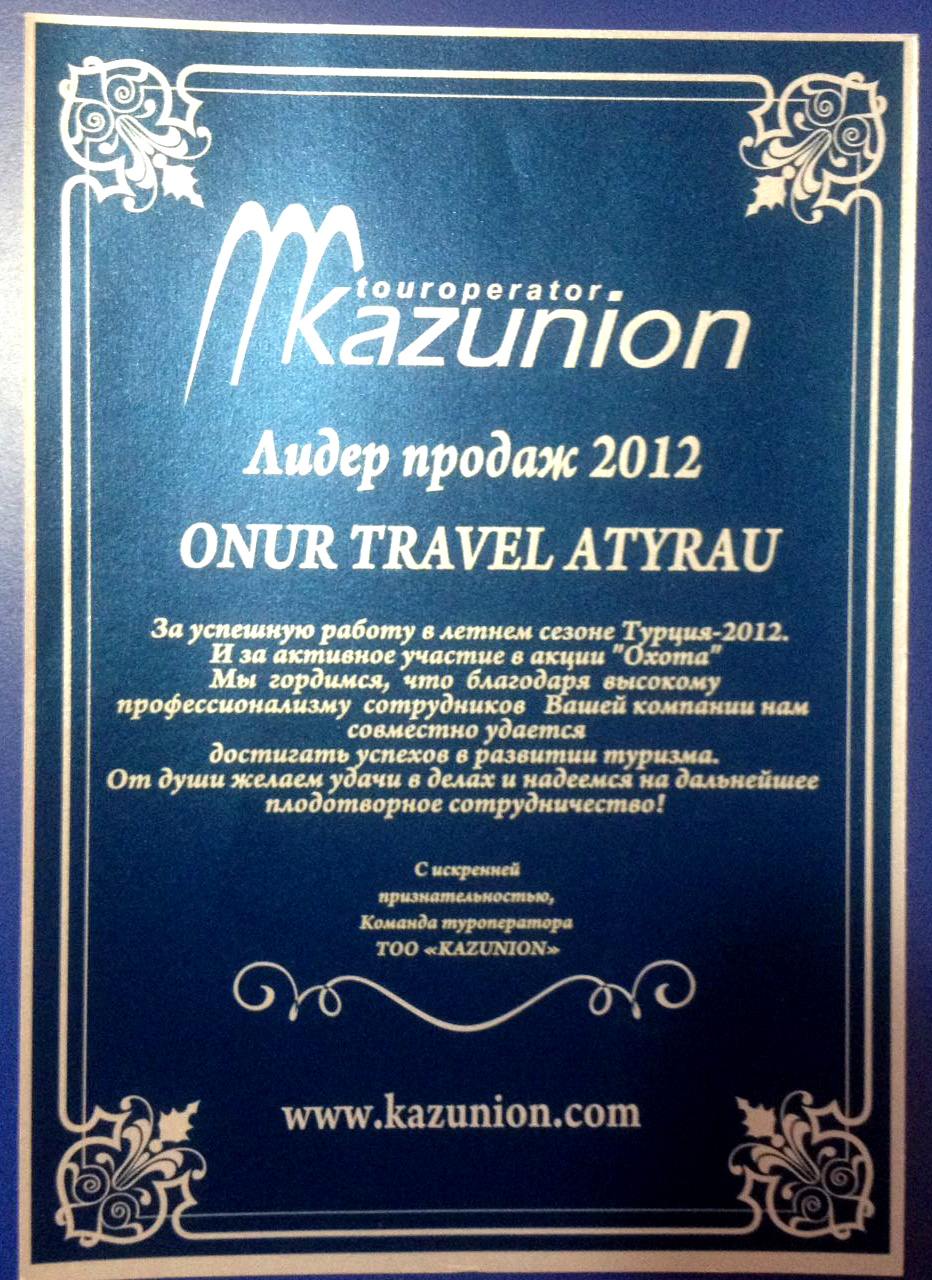 touroperator
kazunion
Лидер продаж 2012
ONUR TRAVEL ATYRAU
За успешную работу в летнем сезоне Турция-2012.
И за активное участие в акции "Охота"
Мы гордимся, что благодаря высокому
профессионализму сотрудников Вашей компании нам
совместно удается
достигать успехов в развитии туризма.
От души желаем удачи в делах и надеемся на дальнейшее
плодотворное сотрудничество!
С искренней
признательностью,
Команда туроператора
ТОО «KAZUNION»
www.kazunion.com